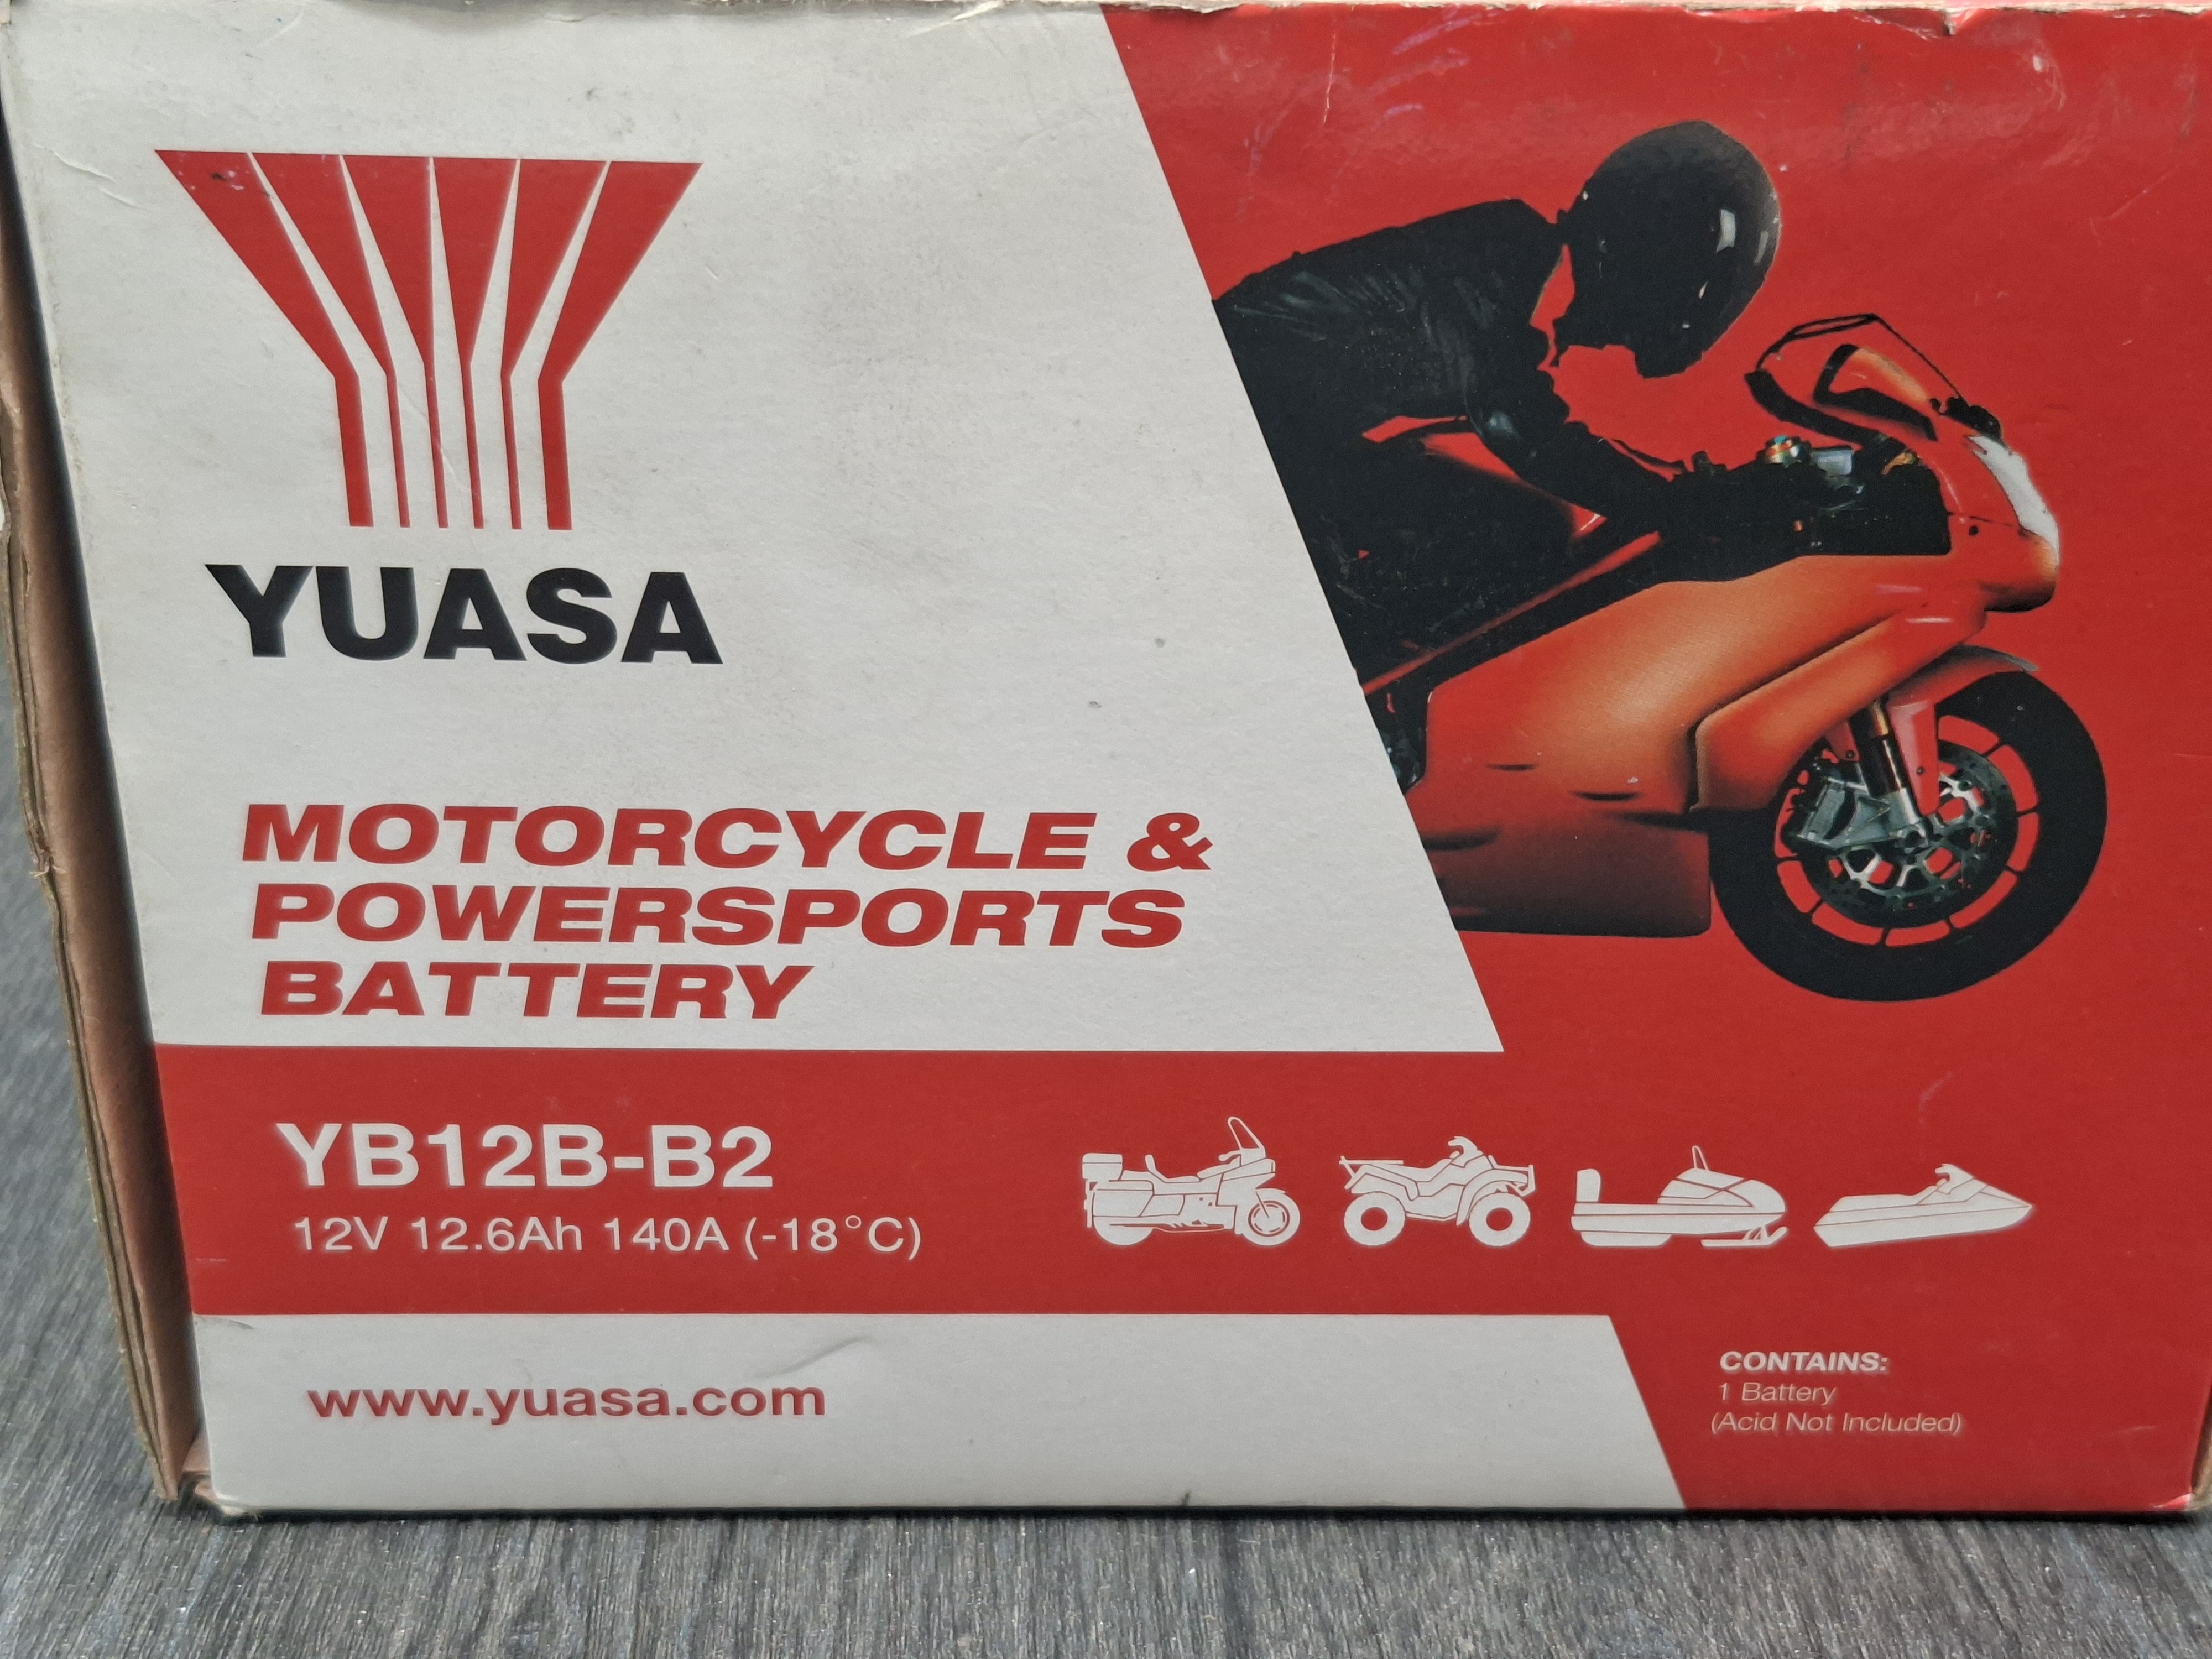 YUASA
MOTORCYCLE &
POWERSPORTS
BATTERY
YB12B-B2
12V 12.6Ah 140A (-18°C)
www.yuasa.com
CONTAINS:
1 Battery
(Acid Not Included)